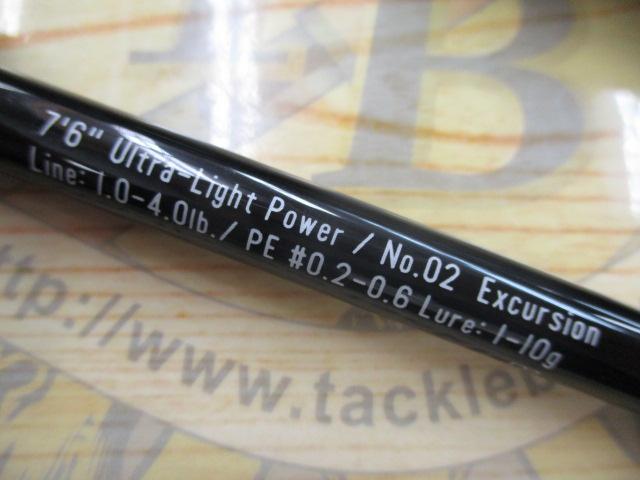 B
7'6" Ultra-Light Power / No.02 Excursion
Line: 1.0-4.0lb./ PE #0.2-0.6 Lure: 1-10g
http://www.tackleb